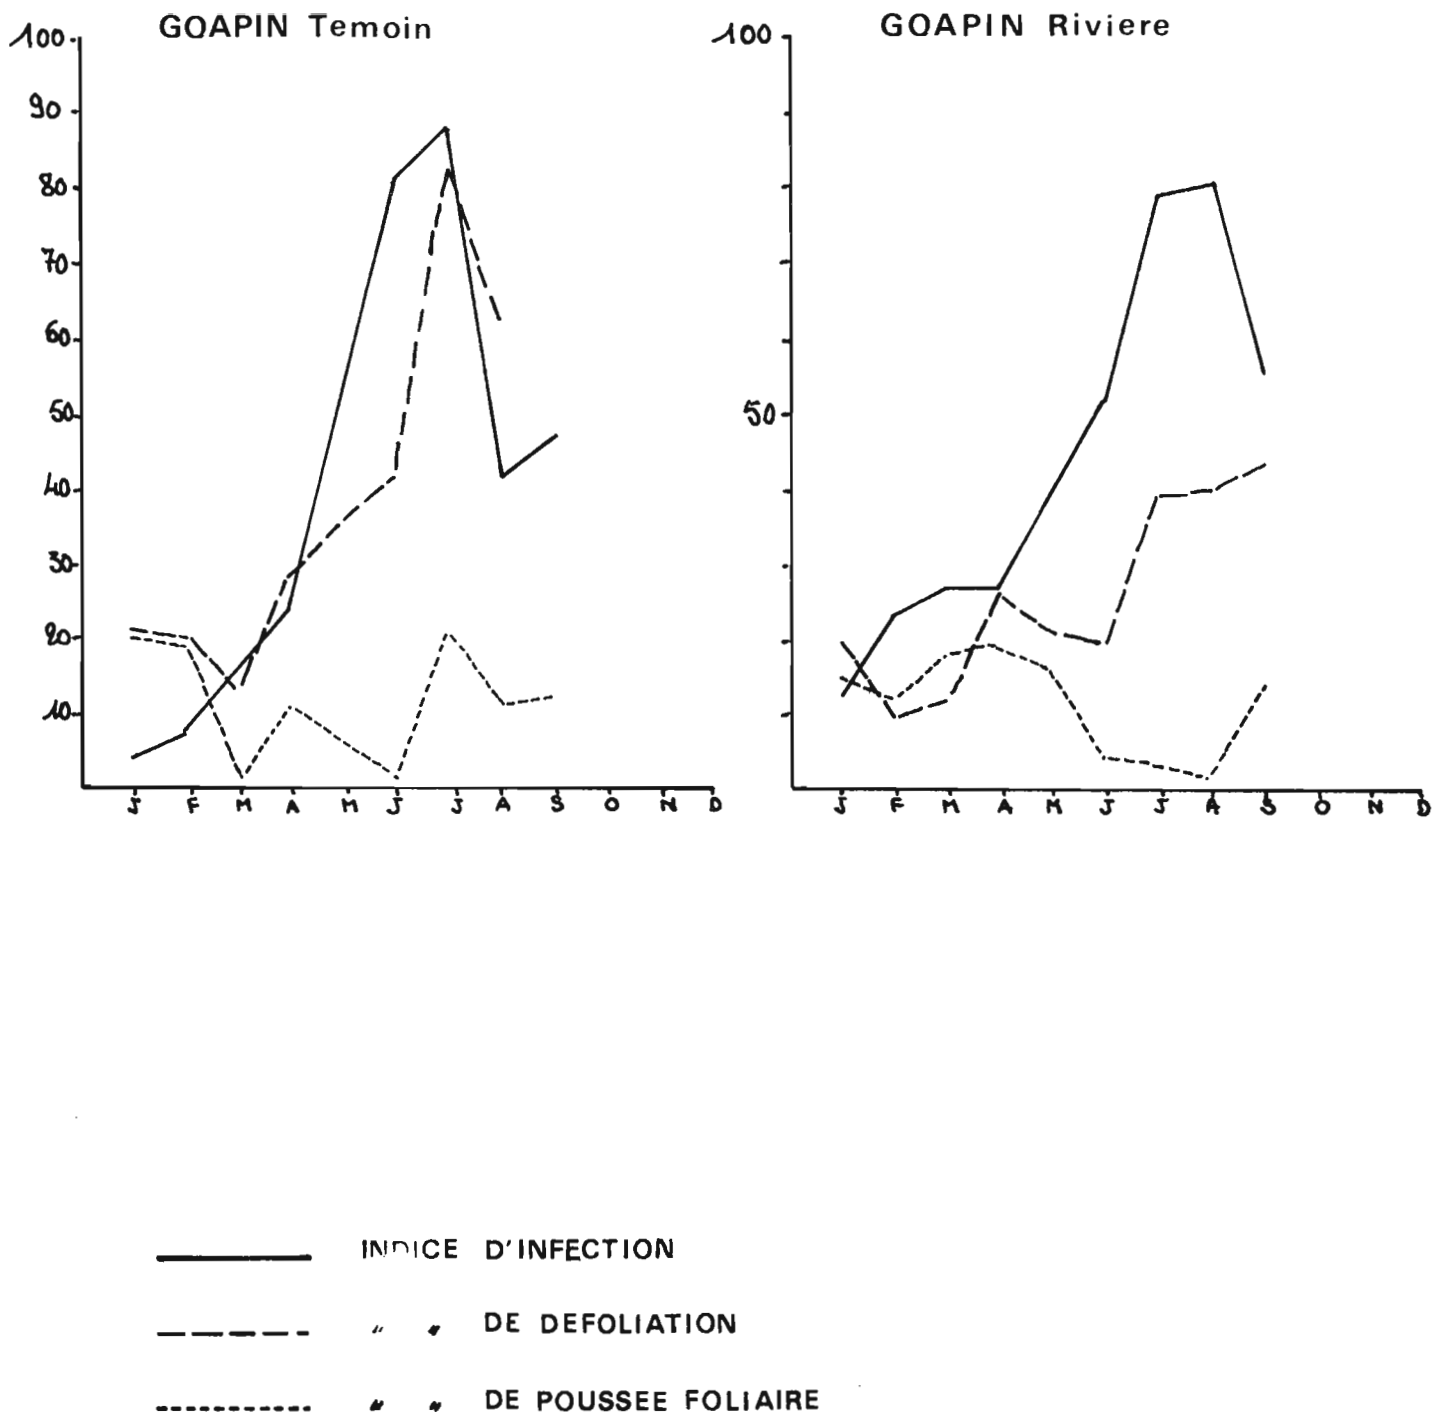 GOAPIN Temoin
100
90
80
70
60
50
40
30
20
10
J F M A M J J A S O N D
GOAPIN Riviere
100
50
J F M A M J J A S O N D
INDICE D'INFECTION
" " DE DEFOLIATION
" " DE POUSSEE FOLIAIRE